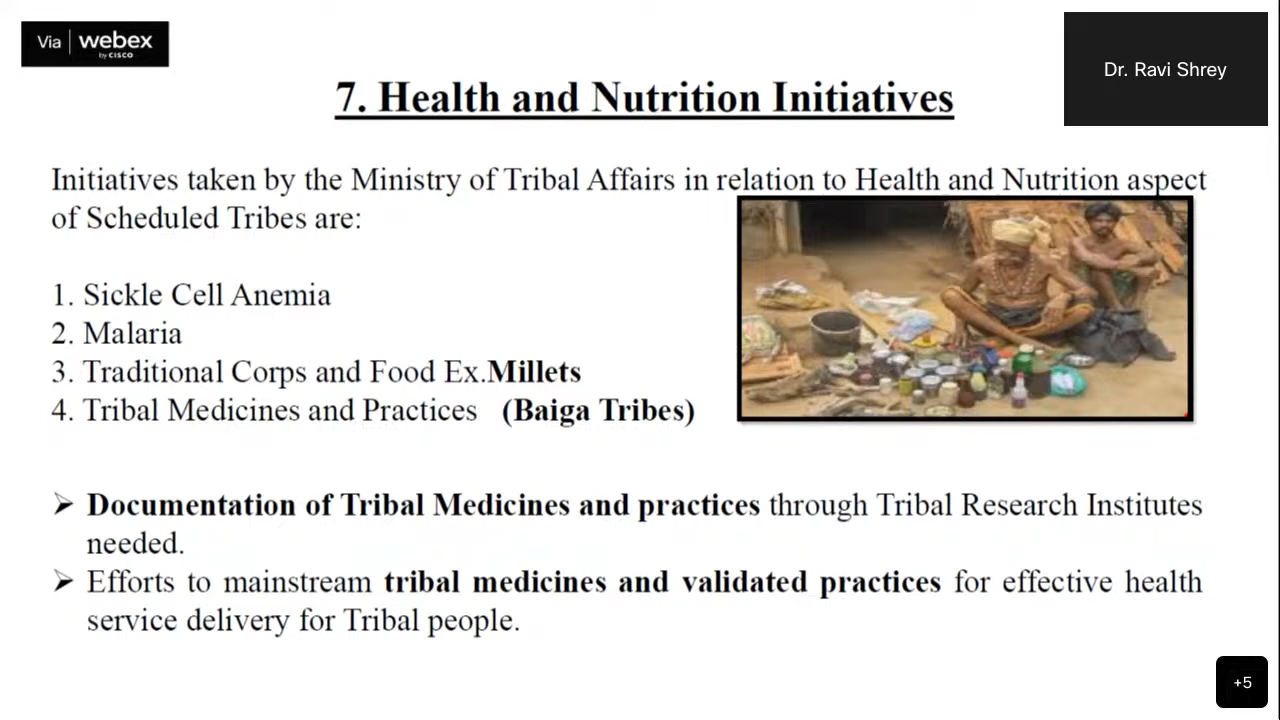 Via webex
by CISCO
Dr. Ravi Shrey
7. Health and Nutrition Initiatives
Initiatives taken by the Ministry of Tribal Affairs in relation to Health and Nutrition aspect
of Scheduled Tribes are:
1. Sickle Cell Anemia
2. Malaria
3. Traditional Corps and Food Ex.Millets
4. Tribal Medicines and Practices (Baiga Tribes)
➢ Documentation of Tribal Medicines and practices through Tribal Research Institutes
needed.
➢ Efforts to mainstream tribal medicines and validated practices for effective health
service delivery for Tribal people.
+5